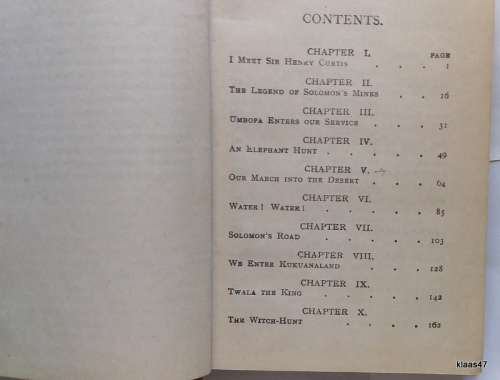 CONTENTS.
CHAPTER I. PAGE
I Meet Sir Henry Curtis . . . 1
CHAPTER II.
The Legend of Solomon's Mines . . 16
CHAPTER III.
Umbopa Enters our Service . . . 31
CHAPTER IV.
An Elephant Hunt . . . . . 49
CHAPTER V.
Our March into the Desert . . . 64
CHAPTER VI.
Water! Water! . . . . . 85
CHAPTER VII.
Solomon's Road . . . . . 103
CHAPTER VIII.
We Enter Kukuanaland . . . . 128
CHAPTER IX.
Twala the King . . . . . 142
CHAPTER X.
The Witch-Hunt . . . . . 162
klaas47